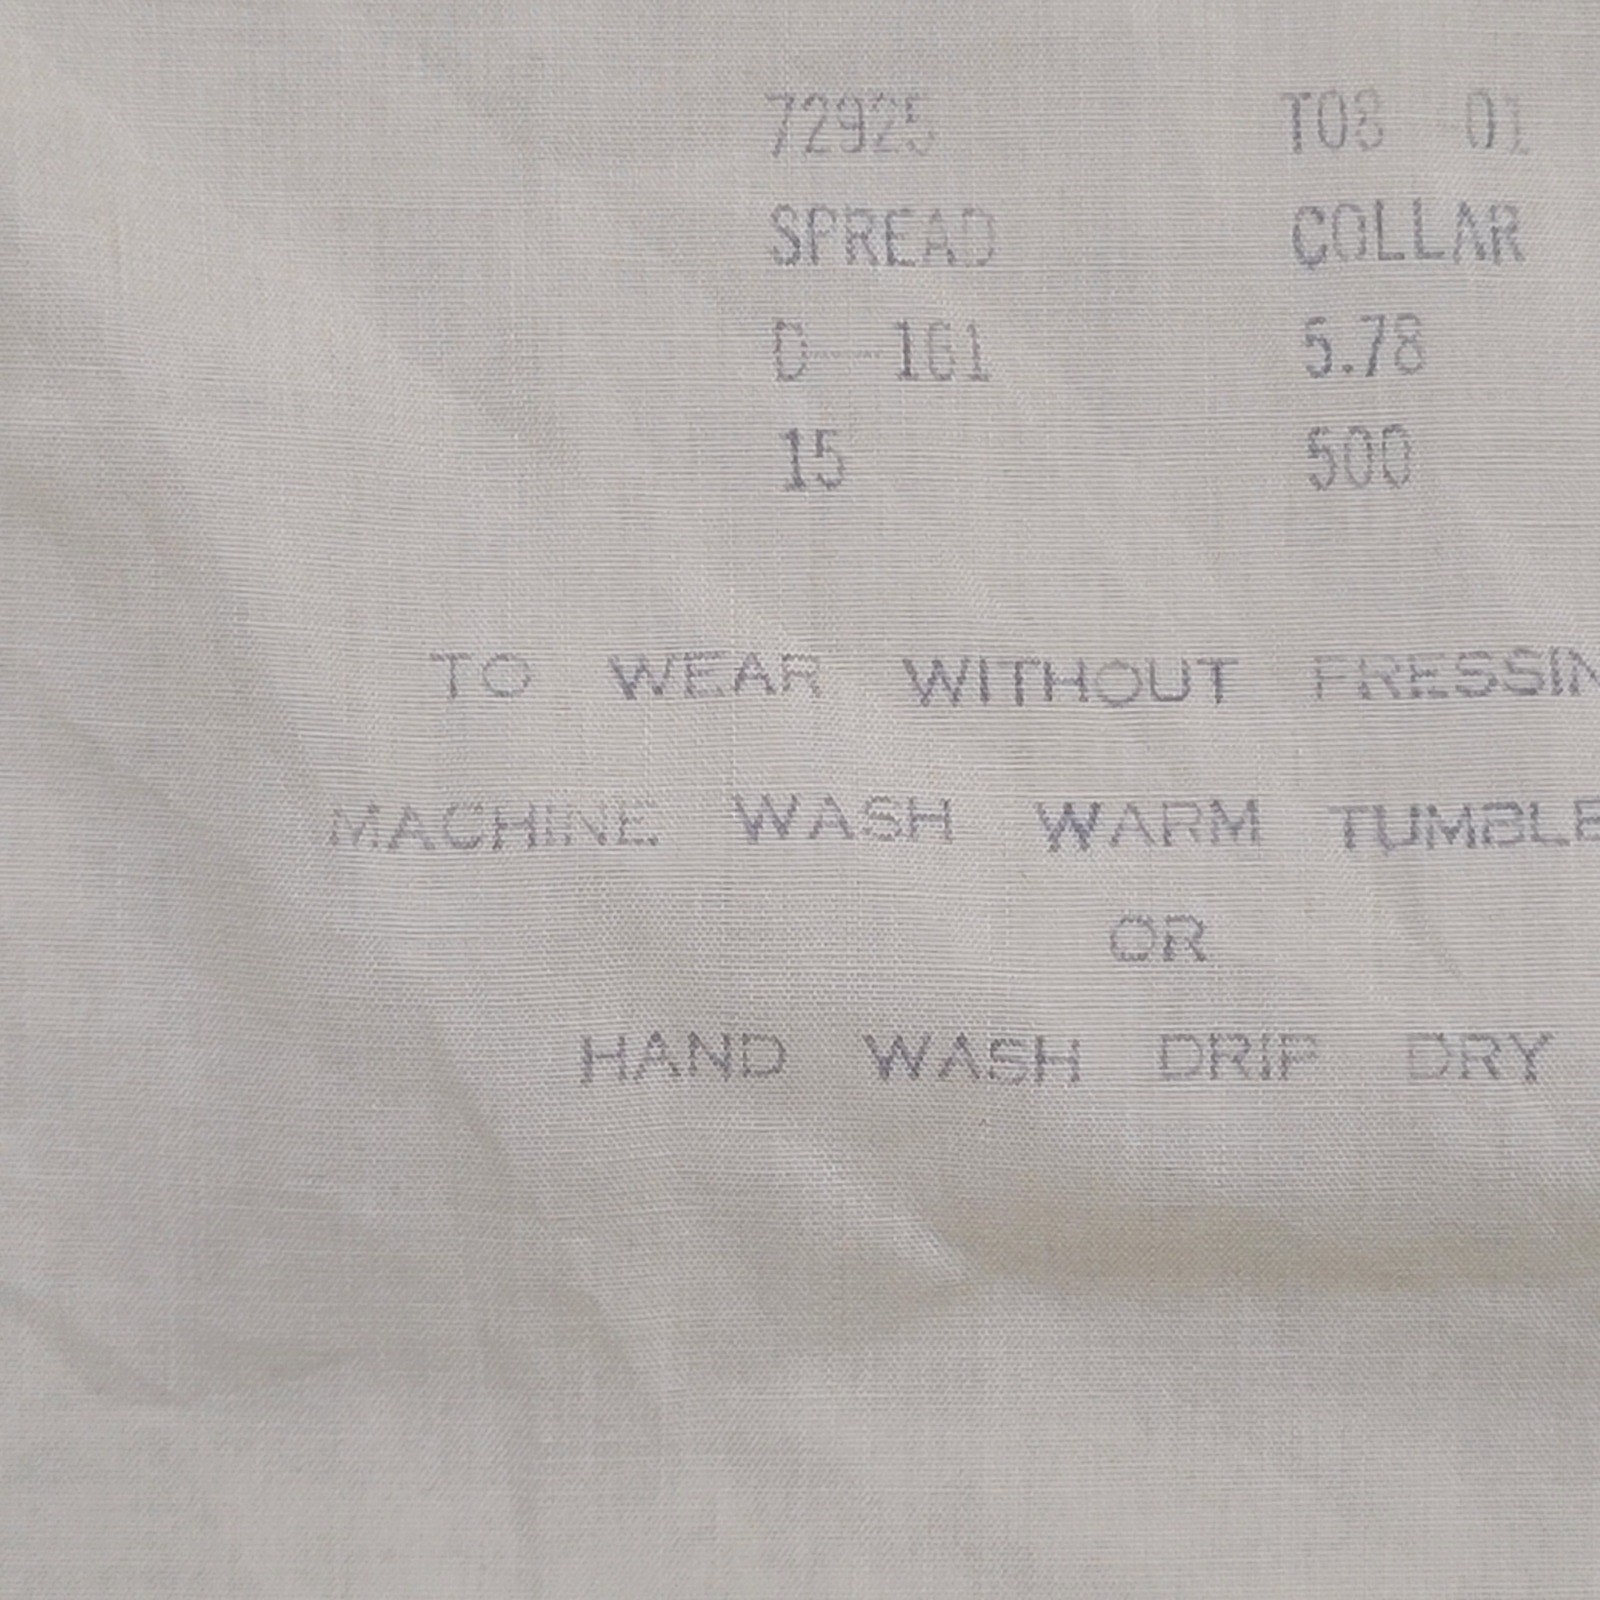 72925 T08 01
SPREAD COLLAR
D-161 5.78
15 500
TO WEAR WITHOUT PRESSIN
MACHINE WASH WARM TUMBLE
OR
HAND WASH DRIP DRY